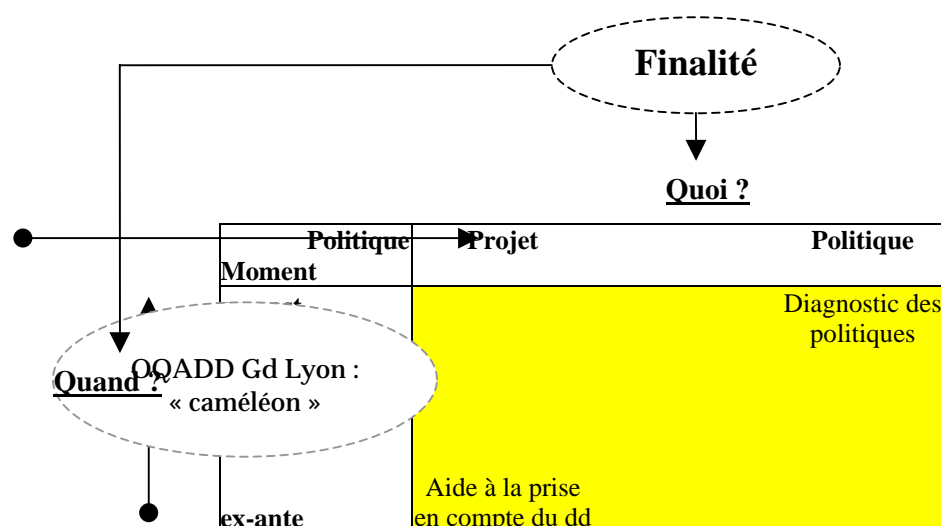 Finalité
Quoi ?
Politique Projet Politique
Moment
Diagnostic des
politiques
OQADD Gd Lyon :
Quand ?
« caméléon »
Aide à la prise
ex-ante en compte du dd